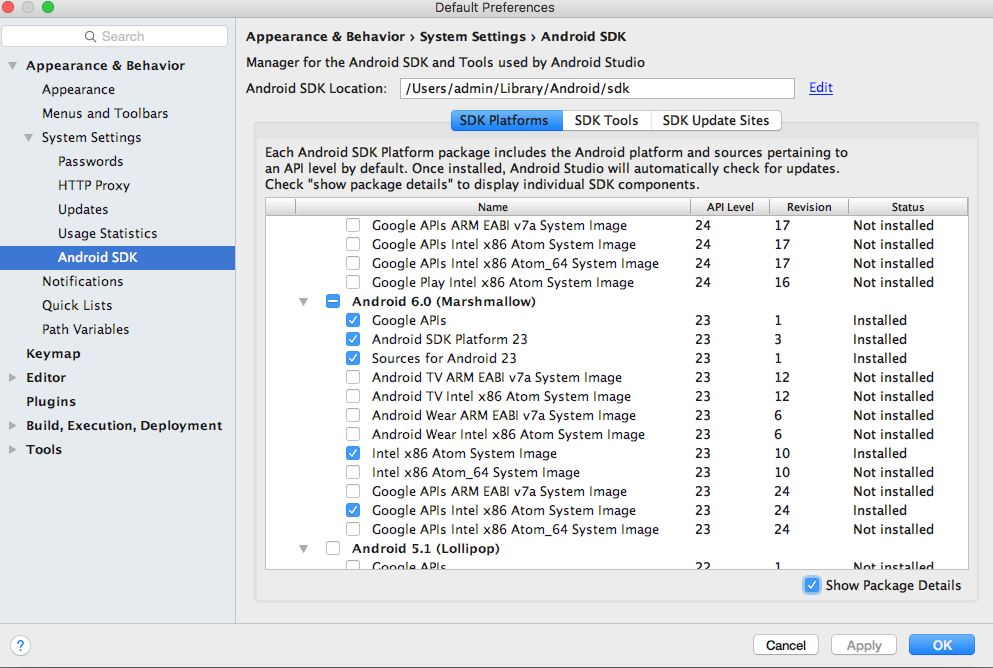 Default Preferences
Search
Appearance & Behavior
Appearance
Menus and Toolbars
System Settings
Passwords
HTTP Proxy
Updates
Usage Statistics
Android SDK
Notifications
Quick Lists
Path Variables
Keymap
Editor
Plugins
Build, Execution, Deployment
Tools
Appearance & Behavior › System Settings › Android SDK
Manager for the Android SDK and Tools used by Android Studio
Android SDK Location: /Users/admin/Library/Android/sdk Edit
SDK Platforms SDK Tools SDK Update Sites
Each Android SDK Platform package includes the Android platform and sources pertaining to
an API level by default. Once installed, Android Studio will automatically check for updates.
Check "show package details" to display individual SDK components.
Name API Level Revision Status
Google APIs ARM EABI v7a System Image 24 17 Not installed
Google APIs Intel x86 Atom System Image 24 17 Not installed
Google APIs Intel x86 Atom_64 System Image 24 17 Not installed
Google Play Intel x86 Atom System Image 24 16 Not installed
Android 6.0 (Marshmallow)
Google APIs 23 1 Installed
Android SDK Platform 23 23 3 Installed
Sources for Android 23 23 1 Installed
Android TV ARM EABI v7a System Image 23 12 Not installed
Android TV Intel x86 Atom System Image 23 12 Not installed
Android Wear ARM EABI v7a System Image 23 6 Not installed
Android Wear Intel x86 Atom System Image 23 6 Not installed
Intel x86 Atom System Image 23 10 Installed
Intel x86 Atom_64 System Image 23 10 Not installed
Google APIs ARM EABI v7a System Image 23 24 Not installed
Google APIs Intel x86 Atom System Image 23 24 Installed
Google APIs Intel x86 Atom_64 System Image 23 24 Not installed
Android 5.1 (Lollipop)
Google APIs 22 1 Not installed
Show Package Details
? Cancel Apply OK